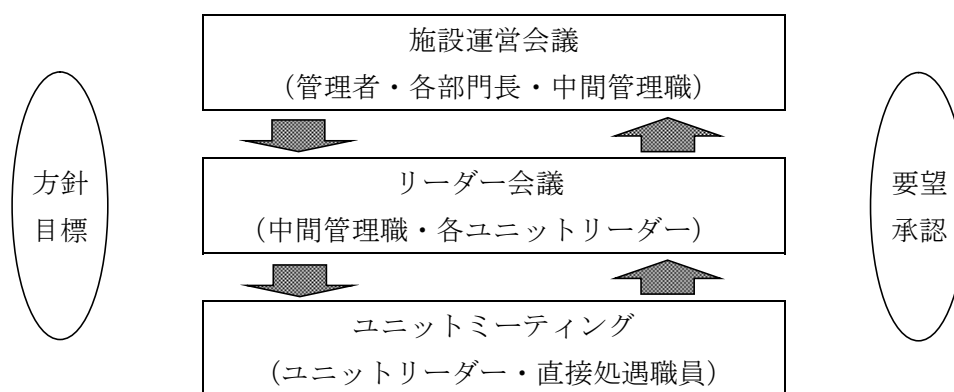 施設運営会議
（管理者・各部門長・中間管理職）
方針
目標
リーダー会議
（中間管理職・各ユニットリーダー）
要望
承認
ユニットミーティング
（ユニットリーダー・直接処遇職員）